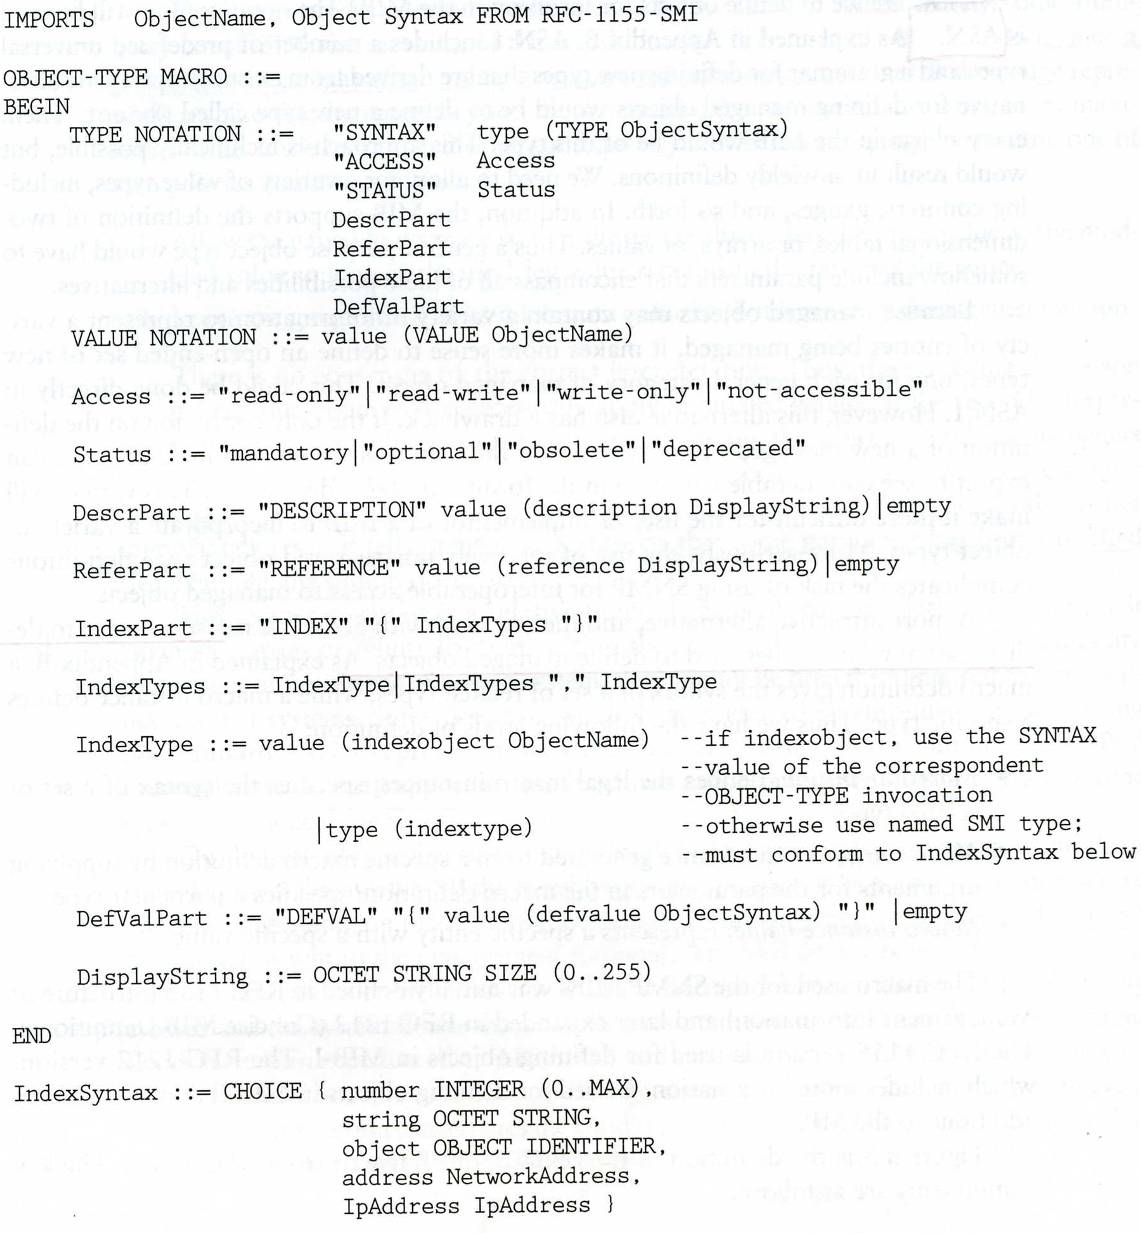 IMPORTS ObjectName, Object Syntax FROM RFC-1155-SMI
OBJECT-TYPE MACRO ::=
BEGIN
TYPE NOTATION ::= "SYNTAX" type (TYPE ObjectSyntax)
"ACCESS" Access
"STATUS" Status
DescrPart
ReferPart
IndexPart
DefValPart
VALUE NOTATION ::= value (VALUE ObjectName)
Access ::= "read-only"|"read-write"|"write-only"|"not-accessible"
Status ::= "mandatory|"optional"|"obsolete"|"deprecated"
DescrPart ::= "DESCRIPTION" value (description DisplayString)|empty
ReferPart ::= "REFERENCE" value (reference DisplayString)|empty
IndexPart ::= "INDEX" "{" IndexTypes "}"
IndexTypes ::= IndexType|IndexTypes "," IndexType
IndexType ::= value (indexobject ObjectName) --if indexobject, use the SYNTAX
--value of the correspondent
--OBJECT-TYPE invocation
|type (indextype) --otherwise use named SMI type;
--must conform to IndexSyntax below
DefValPart ::= "DEFVAL" "{" value (defvalue ObjectSyntax) "}" |empty
DisplayString ::= OCTET STRING SIZE (0..255)
END
IndexSyntax ::= CHOICE { number INTEGER (0..MAX),
string OCTET STRING,
object OBJECT IDENTIFIER,
address NetworkAddress,
IpAddress IpAddress }